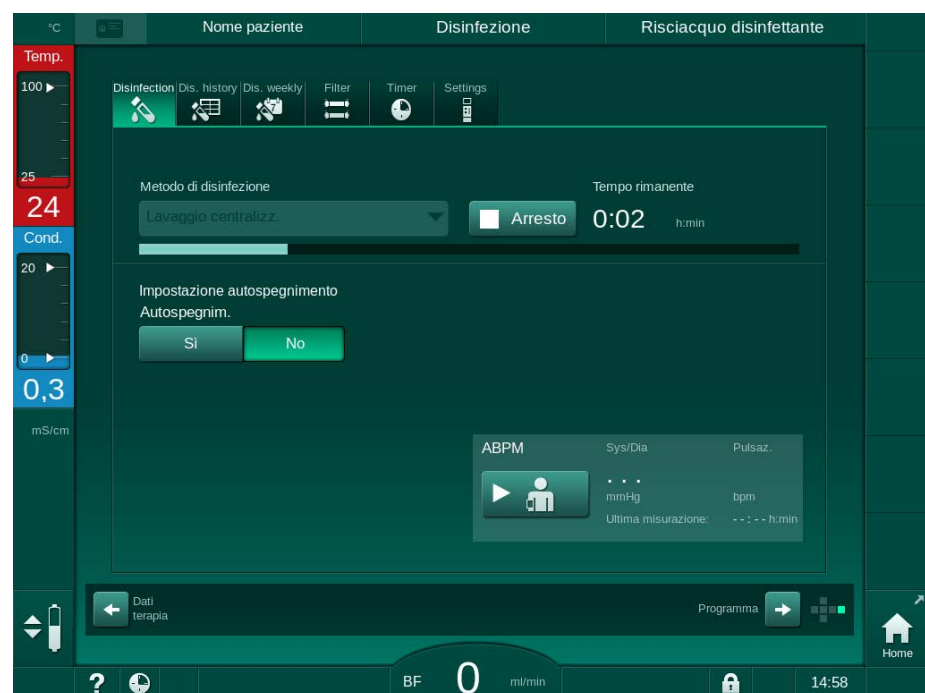 °C
Nome paziente
Disinfezione
Risciacquo disinfettante
Temp.
100
25
24
Cond.
20
0
0,3
mS/cm
Disinfection
Dis. history
Dis. weekly
Filter
Timer
Settings
7
Metodo di disinfezione
Tempo rimanente
Lavaggio centralizz.
Arresto
0:02
h:min
Impostazione autospegnimento
Autospegnim.
Sì
No
ABPM
Sys/Dia
Pulsaz.
. . .
mmHg
bpm
Ultima misurazione:
--:-- h:min
Dati
terapia
Programma
Home
?
BF
0
ml/min
14:58